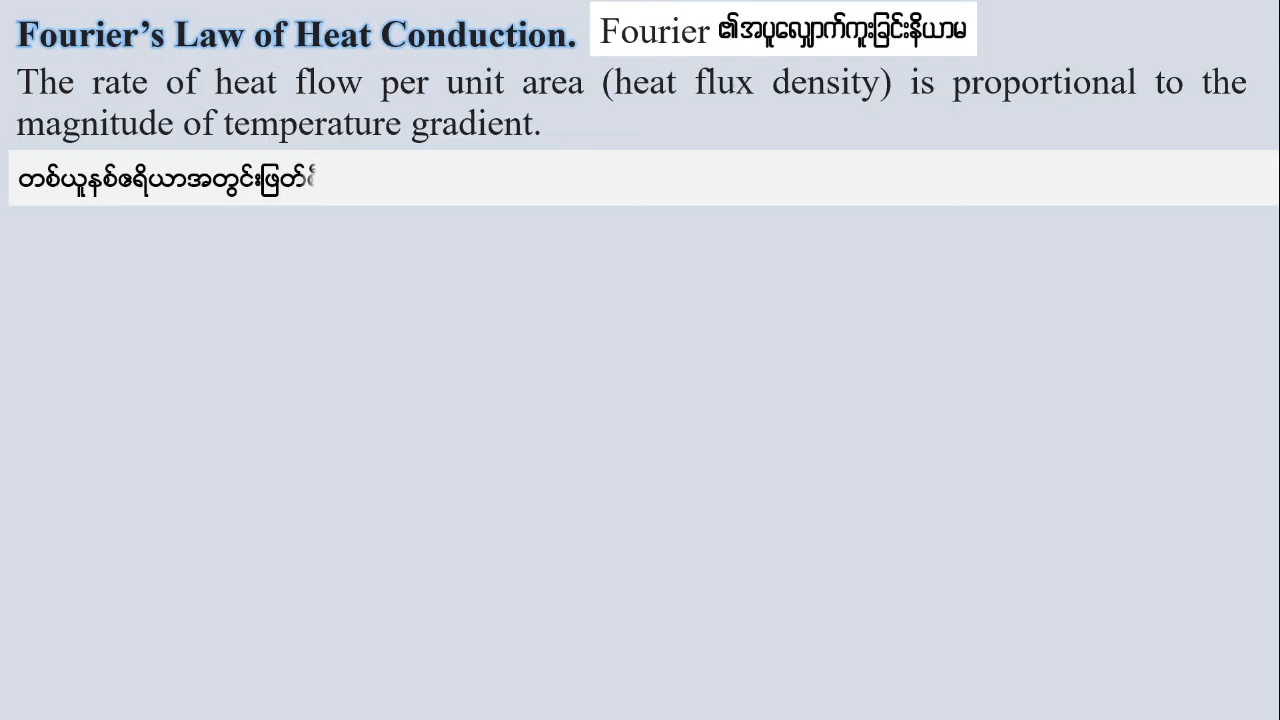 Fourier’s Law of Heat Conduction. Fourier ၏အပူလျှောက်ကူးခြင်းနိယာမ
The rate of heat flow per unit area (heat flux density) is proportional to the
magnitude of temperature gradient.
တစ်ယူနစ်ဧရိယာအတွင်းဖြတ်